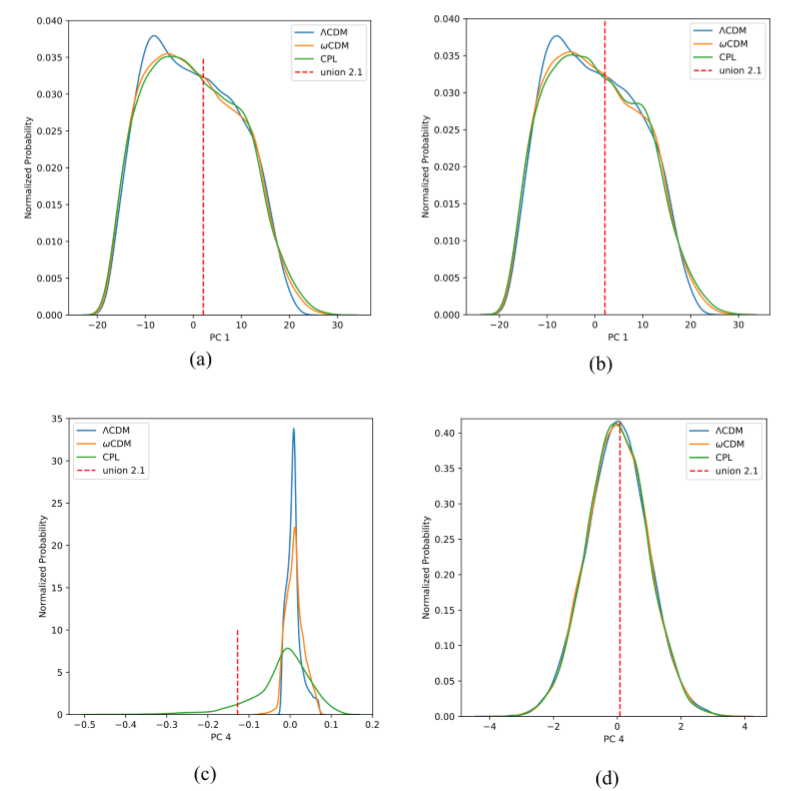 0.040
0.035
0.030
0.025
0.020
0.015
0.010
0.005
0.000
Normalized Probability
ΛCDM
ωCDM
CPL
union 2.1
−20 −10 0 10 20 30
PC 1
(a)
0.040
0.035
0.030
0.025
0.020
0.015
0.010
0.005
0.000
Normalized Probability
ΛCDM
ωCDM
CPL
union 2.1
−20 −10 0 10 20 30
PC 1
(b)
35
30
25
20
15
10
5
0
Normalized Probability
ΛCDM
ωCDM
CPL
union 2.1
−0.5 −0.4 −0.3 −0.2 −0.1 0.0 0.1 0.2
PC 4
(c)
0.40
0.35
0.30
0.25
0.20
0.15
0.10
0.05
0.00
Normalized Probability
ΛCDM
ωCDM
CPL
union 2.1
−4 −2 0 2 4
PC 4
(d)